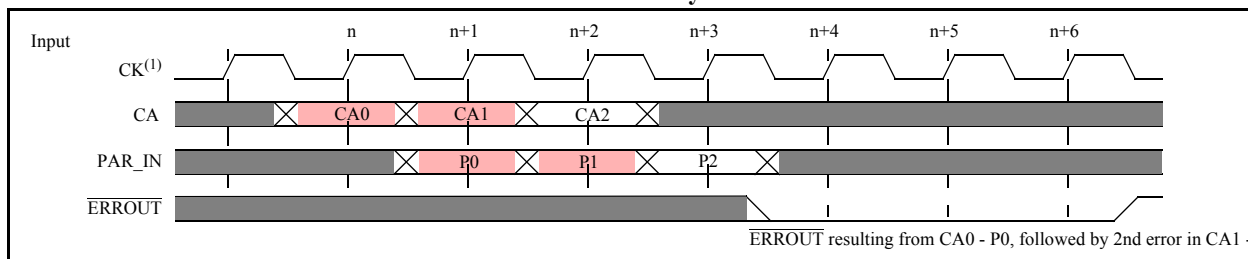 n n+1 n+2 n+3 n+4 n+5 n+6
Input
CK(1)
CA CA0 CA1 CA2
PAR_IN P0 P1 P2
ERROUT
ERROUT resulting from CA0 - P0, followed by 2nd error in CA1 -